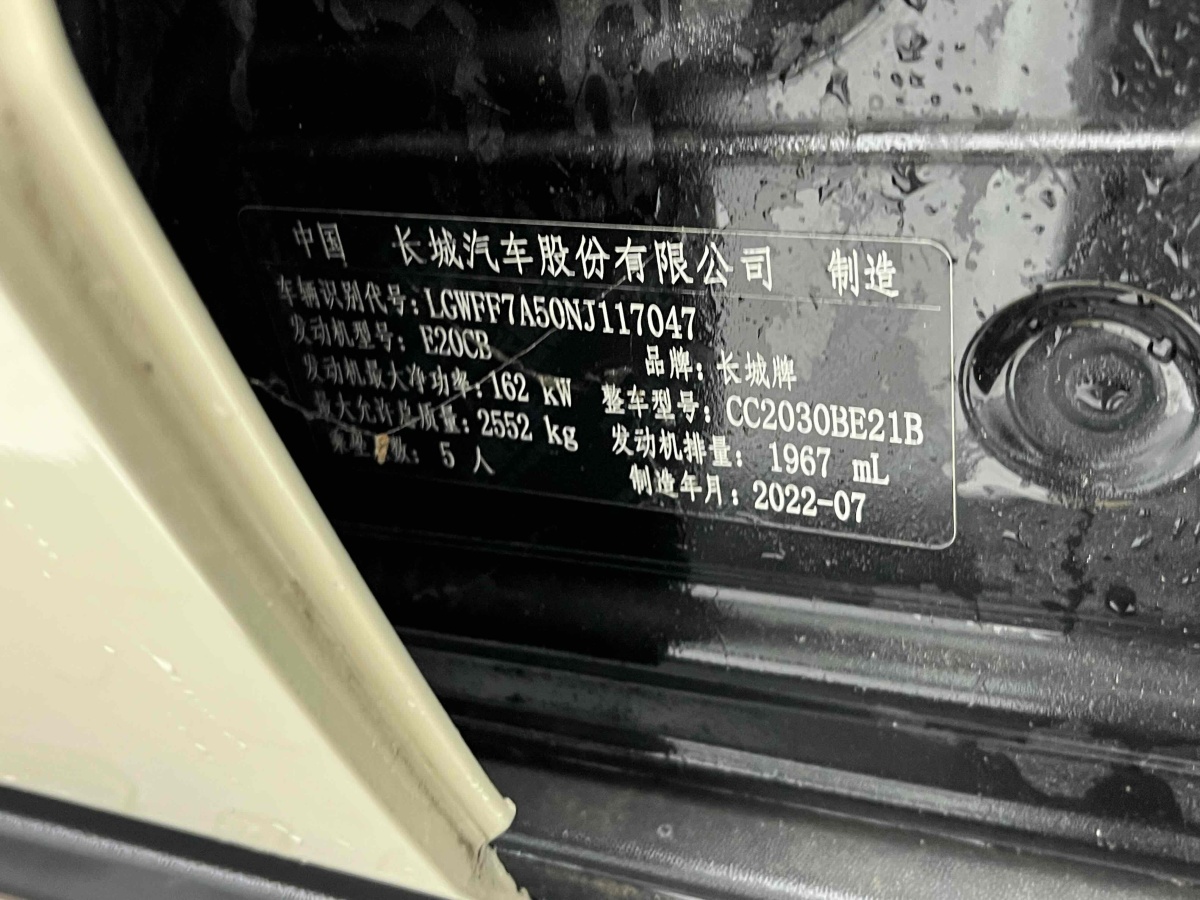 中国 长城汽车股份有限公司 制造
车辆识别代号：LGWFF7A50NJ117047
发动机型号：E20CB 品牌：长城牌
发动机最大净功率：162 kW 整车型号：CC2030BE21B
最大允许总质量：2552 kg 发动机排量：1967 mL
乘坐人数：5 人 制造年月：2022-07